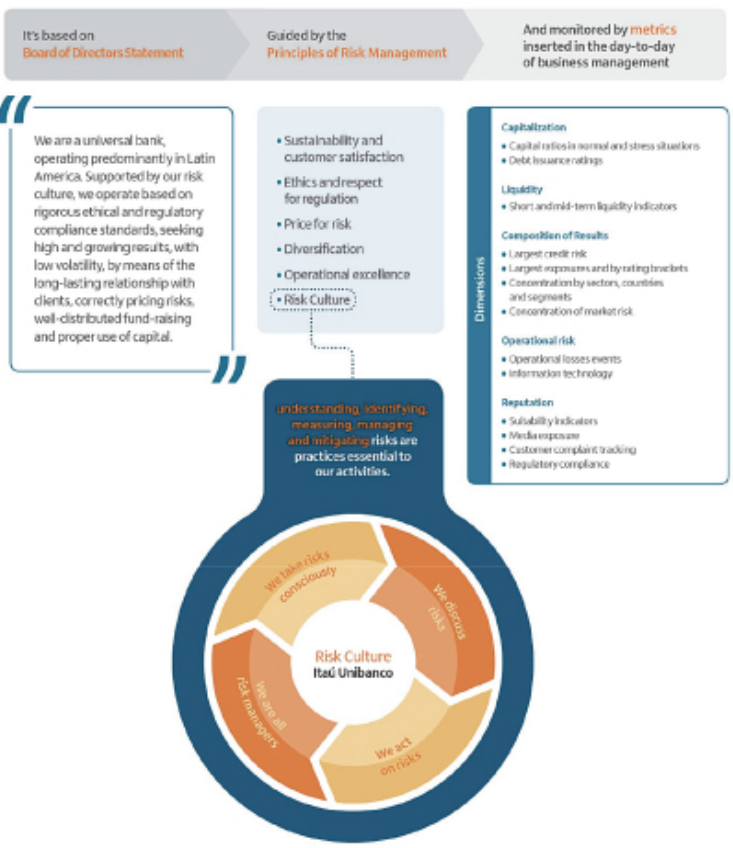 It's based on
Board of Directors Statement
Guided by the
Principles of Risk Management
And monitored by metrics
inserted in the day-to-day
of business management
We are a universal bank,
operating predominantly in Latin
America. Supported by our risk
culture, we operate based on
rigorous ethical and regulatory
compliance standards, seeking
high and growing results, with
low volatility, by means of the
long-lasting relationship with
clients, correctly pricing risks,
well-distributed fund-raising
and proper use of capital.
"
• Sustainability and
customer satisfaction
• Ethics and respect
for regulation
• Price for risk
• Diversification
• Operational excellence
• Risk Culture
Dimensions
Capitalization
• Capital ratios in normal and stress situations
• Debt issuance ratings
Liquidity
• Short and mid-term liquidity indicators
Composition of Results
• Largest credit risk
• Largest exposures and by rating brackets
• Concentration by sectors, countries
and segments
• Concentration of market risk
Operational risk
• Operational losses events
• Information technology
Reputation
• Suitability indicators
• Media exposure
• Customer complaint tracking
• Regulatory compliance
understanding, identifying,
measuring, managing
and mitigating risks are
practices essential to
our activities.
We take risks
consciously
We discuss
risks
Risk Culture
Itaú Unibanco
We are all
risk managers
We act
on risks